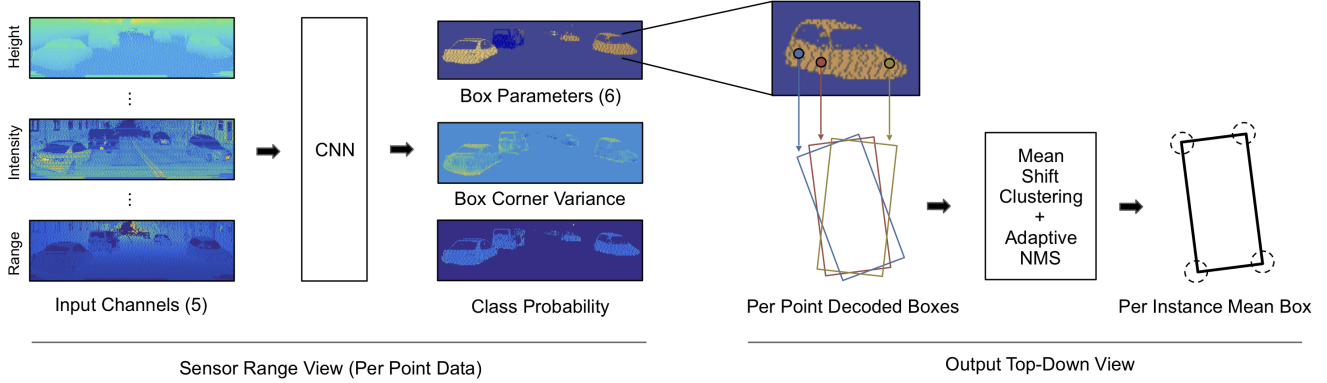 Height
⋮
Intensity
⋮
Range
Input Channels (5)
CNN
Box Parameters (6)
Box Corner Variance
Class Probability
Sensor Range View (Per Point Data)
Per Point Decoded Boxes
Mean
Shift
Clustering
+
Adaptive
NMS
Per Instance Mean Box
Output Top-Down View